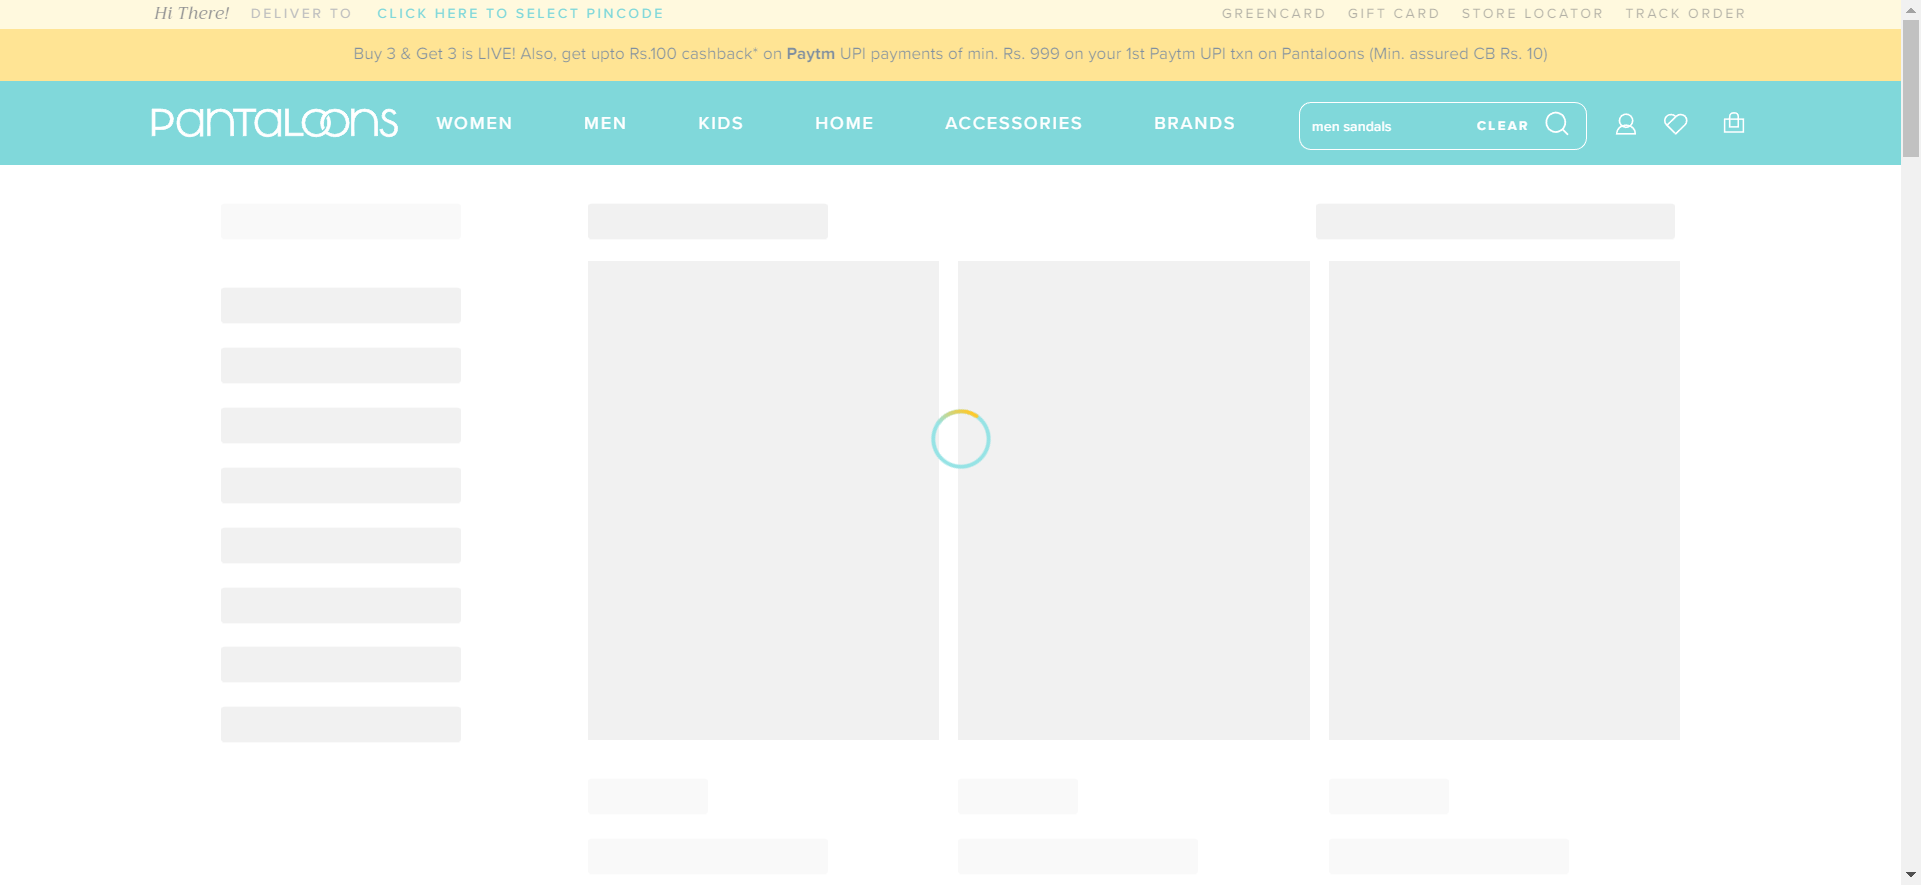 Hi There! DELIVER TO CLICK HERE TO SELECT PINCODE GREENCARD GIFT CARD STORE LOCATOR TRACK ORDER
Buy 3 & Get 3 is LIVE! Also, get upto Rs.100 cashback* on Paytm UPI payments of min. Rs. 999 on your 1st Paytm UPI txn on Pantaloons (Min. assured CB Rs. 10)
PANTALOONS WOMEN MEN KIDS HOME ACCESSORIES BRANDS men sandals CLEAR